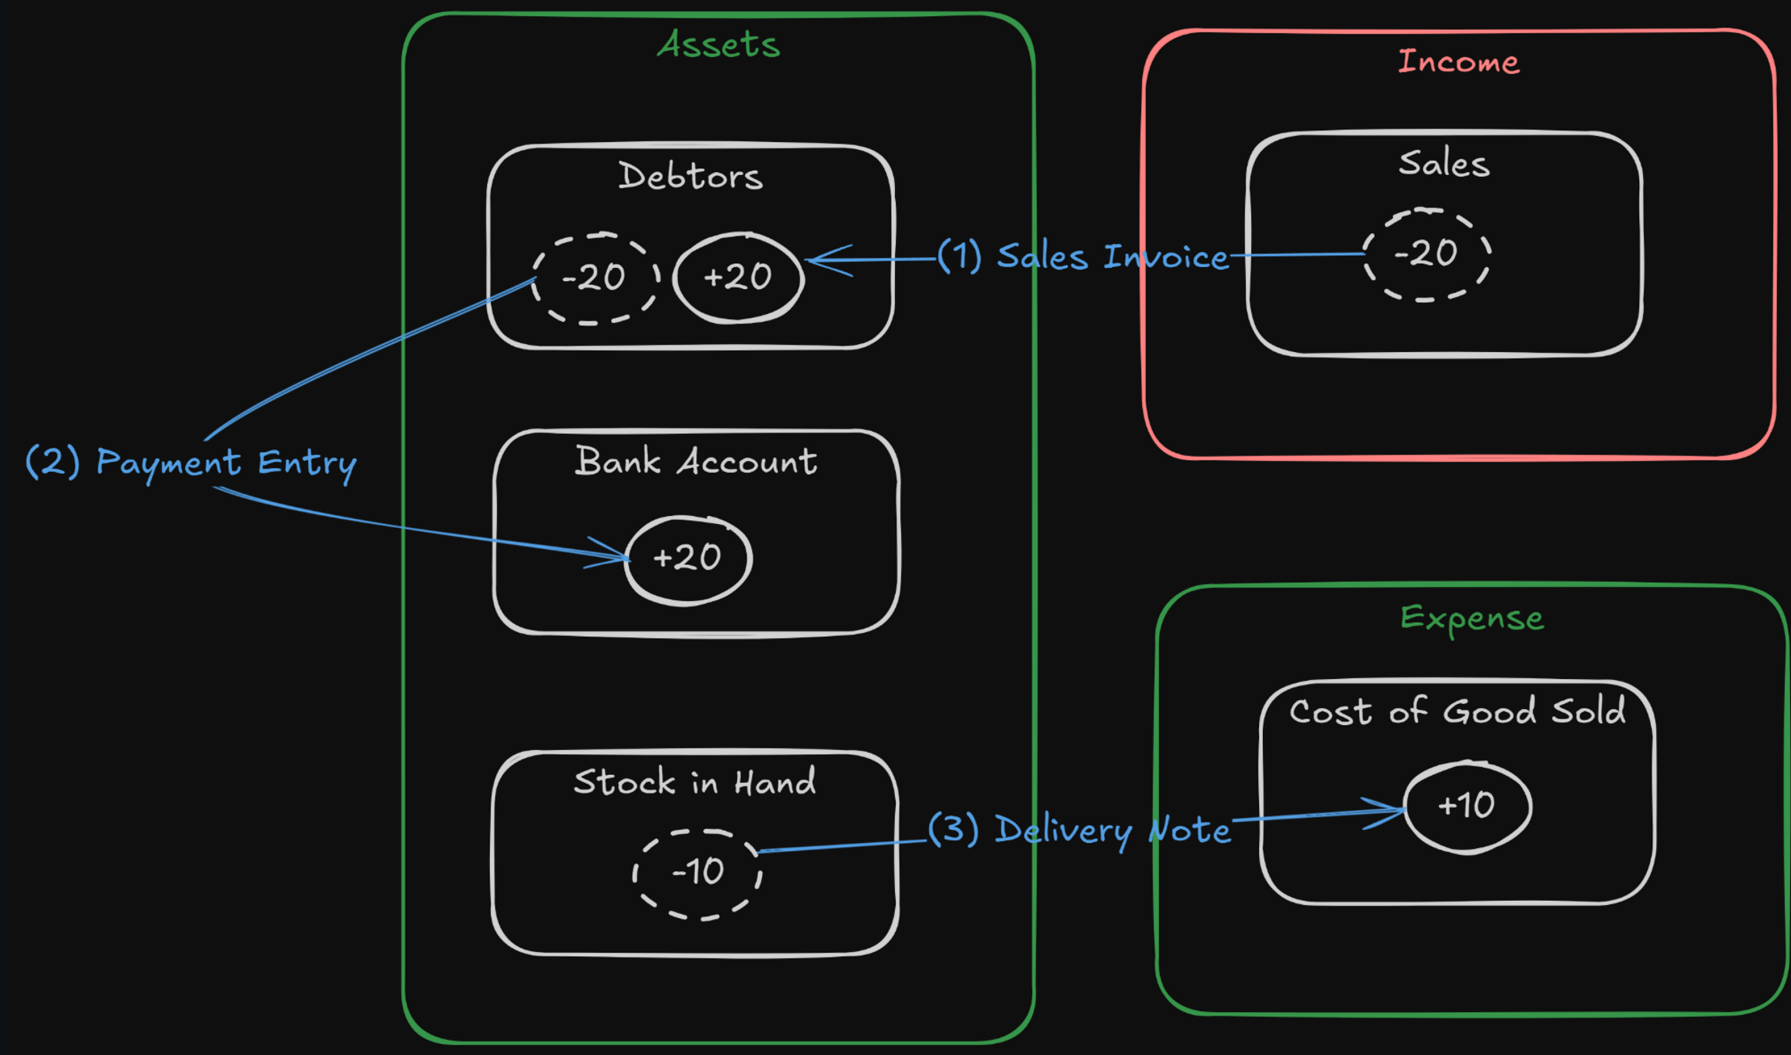 Assets
Income
Debtors
-20
+20
(1) Sales Invoice
Sales
-20
(2) Payment Entry
Bank Account
+20
Expense
Cost of Good Sold
+10
Stock in Hand
-10
(3) Delivery Note